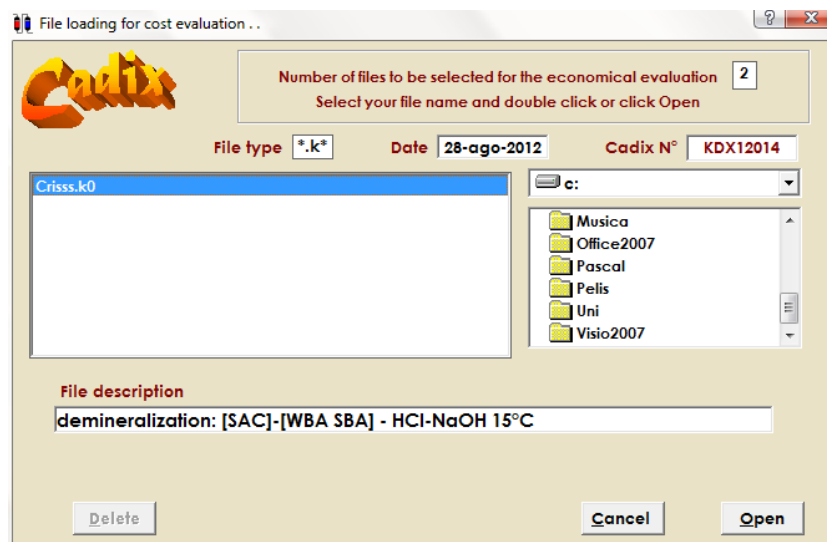 File loading for cost evaluation . .
Cadix
Number of files to be selected for the economical evaluation 2
Select your file name and double click or click Open
File type *.k* Date 28-ago-2012 Cadix N° KDX12014
Crisss.k0
c:
Musica
Office2007
Pascal
Pelis
Uni
Visio2007
File description
demineralization: [SAC]-[WBA SBA] - HCl-NaOH 15°C
Delete Cancel Open